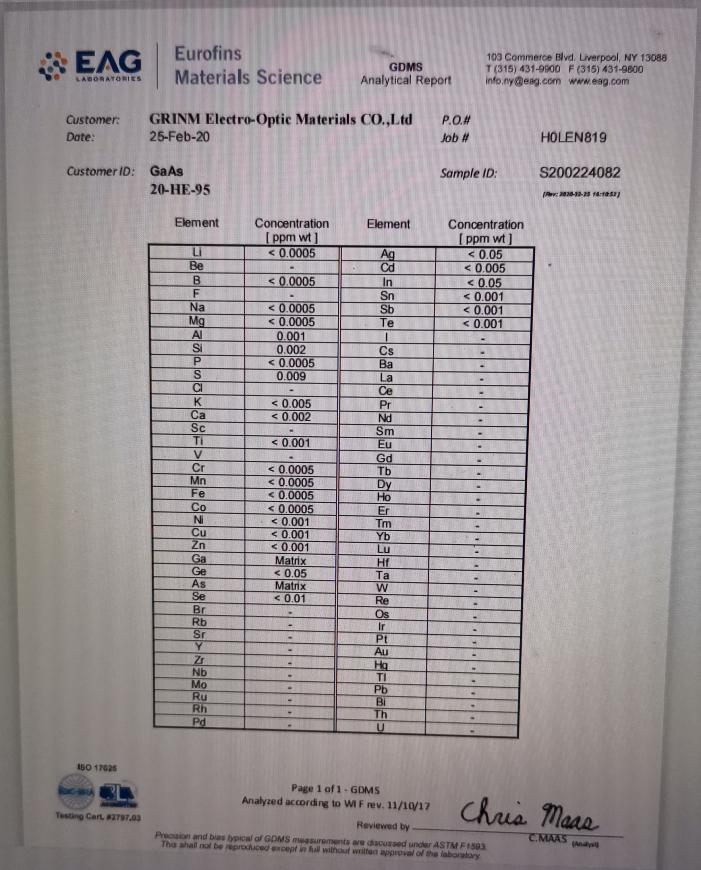 EAG
LABORATORIES
Eurofins
Materials Science
GDMS
Analytical Report
103 Commerce Blvd. Liverpool, NY 13088
T (315) 431-9900 F (315) 431-9800
info.ny@eag.com www.eag.com
Customer: GRINM Electro-Optic Materials CO.,Ltd P.O.#
Date: 25-Feb-20 Job # H0LEN819
Customer ID: GaAs Sample ID: S200224082
20-HE-95
Element Concentration Element Concentration
[ ppm wt ] [ ppm wt ]
Li < 0.0005 Ag < 0.05
Be - Cd < 0.005
B < 0.0005 In < 0.05
F - Sn < 0.001
Na < 0.0005 Sb < 0.001
Mg < 0.0005 Te < 0.001
Al 0.001 I -
Si 0.002 Cs -
P < 0.0005 Ba -
S 0.009 La -
Cl - Ce -
K < 0.005 Pr -
Ca < 0.002 Nd -
Sc - Sm -
Ti < 0.001 Eu -
V - Gd -
Cr < 0.0005 Tb -
Mn < 0.0005 Dy -
Fe < 0.0005 Ho -
Co < 0.0005 Er -
Ni < 0.001 Tm -
Cu < 0.001 Yb -
Zn < 0.001 Lu -
Ga Matrix Hf -
Ge < 0.05 Ta -
As Matrix W -
Se < 0.01 Re -
Br - Os -
Rb - Ir -
Sr - Pt -
Y - Au -
Zr - Hg -
Nb - Tl -
Mo - Pb -
Ru - Bi -
Rh - Th -
Pd - U -
ISO 17025
Testing Cert. #2797.03
Page 1 of 1 - GDMS
Analyzed according to WIF rev. 11/10/17
Reviewed by Chris Maas
C.MAAS (Analyst)
Precision and bias typical of GDMS measurements are discussed under ASTM F1593.
This shall not be reproduced except in full without written approval of the laboratory.